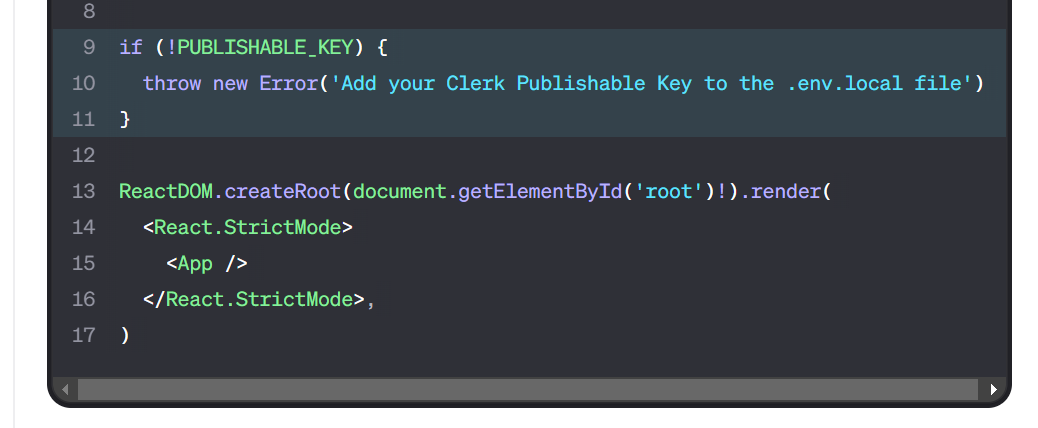 8
9 if (!PUBLISHABLE_KEY) {
10 throw new Error('Add your Clerk Publishable Key to the .env.local file')
11 }
12
13 ReactDOM.createRoot(document.getElementById('root')!).render(
14 <React.StrictMode>
15 <App />
16 </React.StrictMode>,
17 )